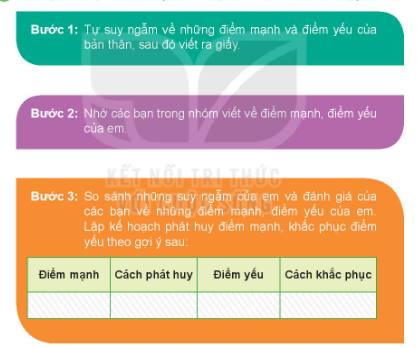 Bước 1: Tự suy ngẫm về những điểm mạnh và điểm yếu của
bản thân, sau đó viết ra giấy.
Bước 2: Nhờ các bạn trong nhóm viết về điểm mạnh, điểm yếu
của em.
KẾT NỐI TRI THỨC
Bước 3: So sánh những suy ngẫm của em và đánh giá của
các bạn về những điểm mạnh, điểm yếu của em.
Lập kế hoạch phát huy điểm mạnh, khắc phục điểm
yếu theo gợi ý sau:
Điểm mạnh Cách phát huy Điểm yếu Cách khắc phục